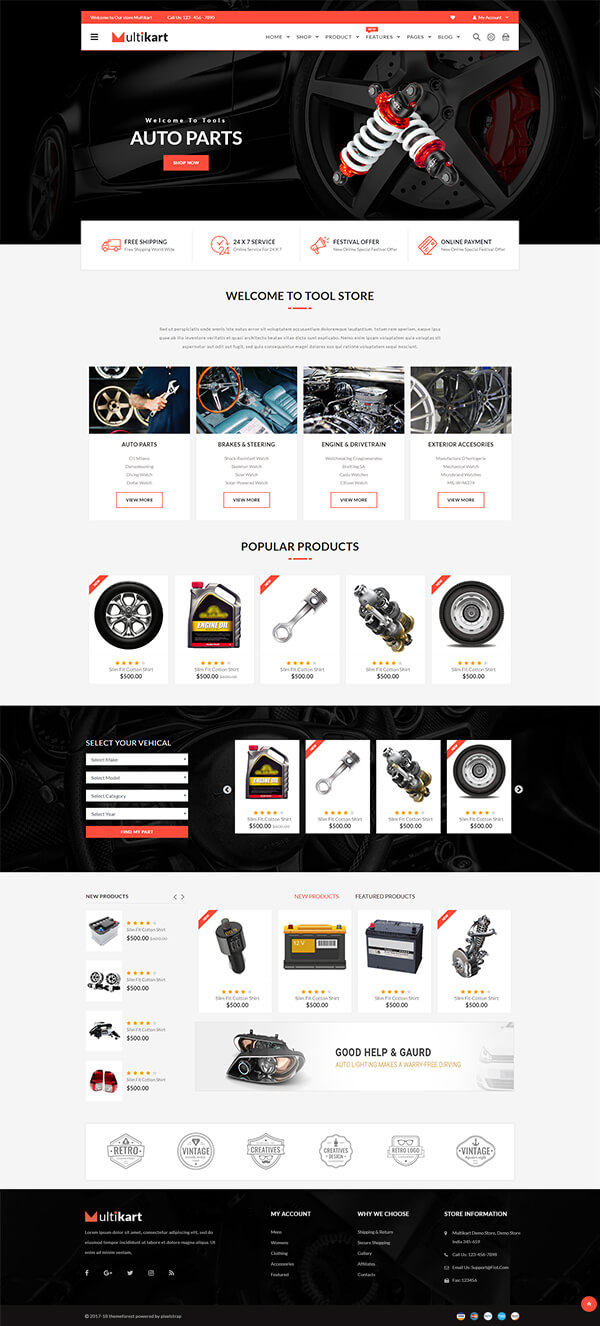 Welcome to Our store Multikart
Call Us: 123 - 456 - 7890
My Account
Multikart
HOME
SHOP
PRODUCT
NEW
FEATURES
PAGES
BLOG
Welcome To Tools
AUTO PARTS
SHOP NOW
FREE SHIPPING
Free Shipping World Wide
24 X 7 SERVICE
Online Service For 24 X 7
FESTIVAL OFFER
New Online Special Festival Offer
ONLINE PAYMENT
New Online Special Festival Offer
WELCOME TO TOOL STORE
Sed ut perspiciatis unde omnis iste natus error sit voluptatem accusantium doloremque laudantium, totam rem aperiam, eaque ipsa
quae ab illo inventore veritatis et quasi architecto beatae vitae dicta sunt explicabo. Nemo enim ipsam voluptatem quia voluptas sit
aspernatur aut odit aut fugit, sed quia consequuntur magni dolores eos qui ratione voluptatem sequi nesciunt.
AUTO PARTS
Dumameuring
Diving Watch
Dollar Watch
VIEW MORE
BRAKES & STEERING
Shock-Resistant Watch
Skeleton Watch
Slow Watch
Solar-Powered Watch
VIEW MORE
ENGINE & DRIVETRAIN
Watchmaking Conglomerates
Breitling SA
Casio Watches
Citizen Watch
VIEW MORE
EXTERIOR ACCESORIES
Manufacture D'horlogerie
Mechanical Watch
Microbrand Watches
MIL-W-46374
VIEW MORE
POPULAR PRODUCTS
NEW
Slim Fit Cotton Shirt
$500.00
ENGINE OIL
Slim Fit Cotton Shirt
$500.00 $600.00
NEW
Slim Fit Cotton Shirt
$500.00
Slim Fit Cotton Shirt
$500.00
NEW
Slim Fit Cotton Shirt
$500.00
SELECT YOUR VEHICAL
Select Make
Select Model
Select Category
Select Year
FIND MY PART
ENGINE OIL
Slim Fit Cotton Shirt
$500.00 $600.00
NEW
Slim Fit Cotton Shirt
$500.00
Slim Fit Cotton Shirt
$500.00
NEW
Slim Fit Cotton Shirt
$500.00
NEW PRODUCTS
Slim Fit Cotton Shirt
$500.00 $600.00
Slim Fit Cotton Shirt
$500.00
Slim Fit Cotton Shirt
$500.00
Slim Fit Cotton Shirt
$500.00
NEW PRODUCTS
FEATURED PRODUCTS
NEW
Slim Fit Cotton Shirt
$500.00
12 V
Slim Fit Cotton Shirt
$500.00
Slim Fit Cotton Shirt
$500.00
NEW
Slim Fit Cotton Shirt
$500.00
GOOD HELP & GAURD
AUTO LIGHTING MAKES A WARRY-FREE DIRVING
RETRO
VINTAGE
CREATIVES
CREATIVES
DESIGN
RETRO LOGO
VINTAGE
Multikart
Lorem ipsum dolor sit amet, consectetur adipiscing elit, sed do
eiusmod tempor incididunt ut labore et dolore magna aliqua. Ut
enim ad minim veniam,
MY ACCOUNT
Mens
Womens
Clothing
Accessories
Featured
WHY WE CHOOSE
Shipping & Return
Secure Shopping
Gallary
Affiliates
Contacts
STORE INFORMATION
Multikart Demo Store, Demo Store
India 345-659
Call Us: 123-456-7898
Email Us: Support@Fiot.Com
Fax: 123456
© 2017-18 themeforest powered by pixelstrap